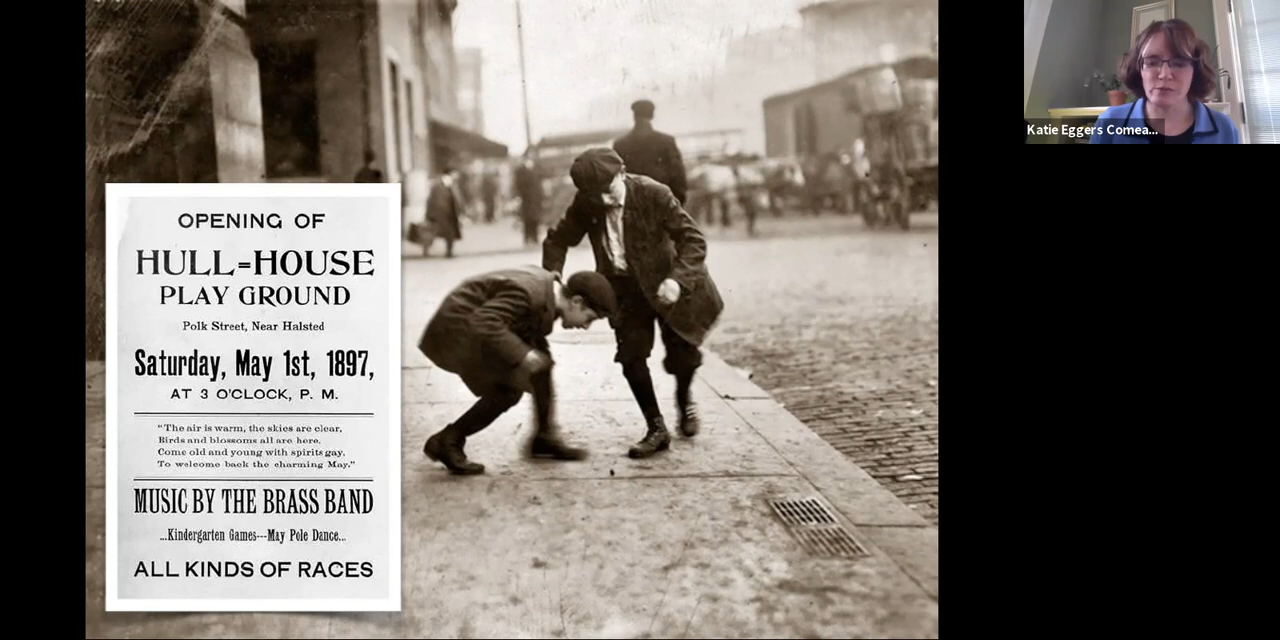 OPENING OF
HULL=HOUSE
PLAY GROUND
Polk Street, Near Halsted
Saturday, May 1st, 1897,
AT 3 O'CLOCK, P. M.
"The air is warm, the skies are clear,
Birds and blossoms all are here.
Come old and young with spirits gay,
To welcome back the charming May."
MUSIC BY THE BRASS BAND
...Kindergarten Games---May Pole Dance...
ALL KINDS OF RACES
Katie Eggers Comea...